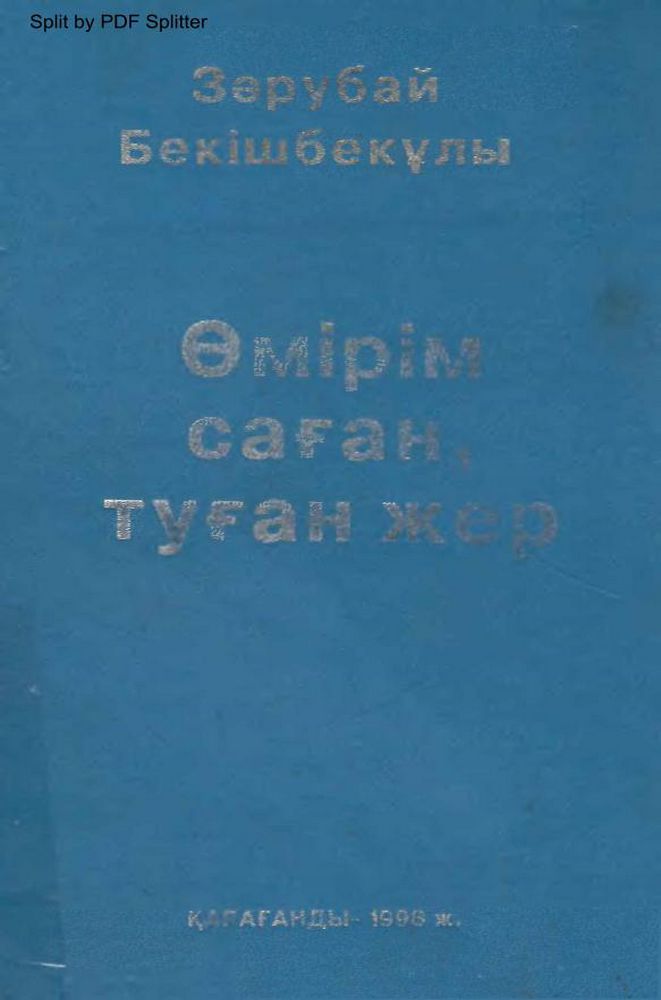 Split by PDF Splitter
Зәрубай
Бекішбекұлы
Өмірім
саған,
туған жер
ҚАРАҒАНДЫ- 1996 ж.